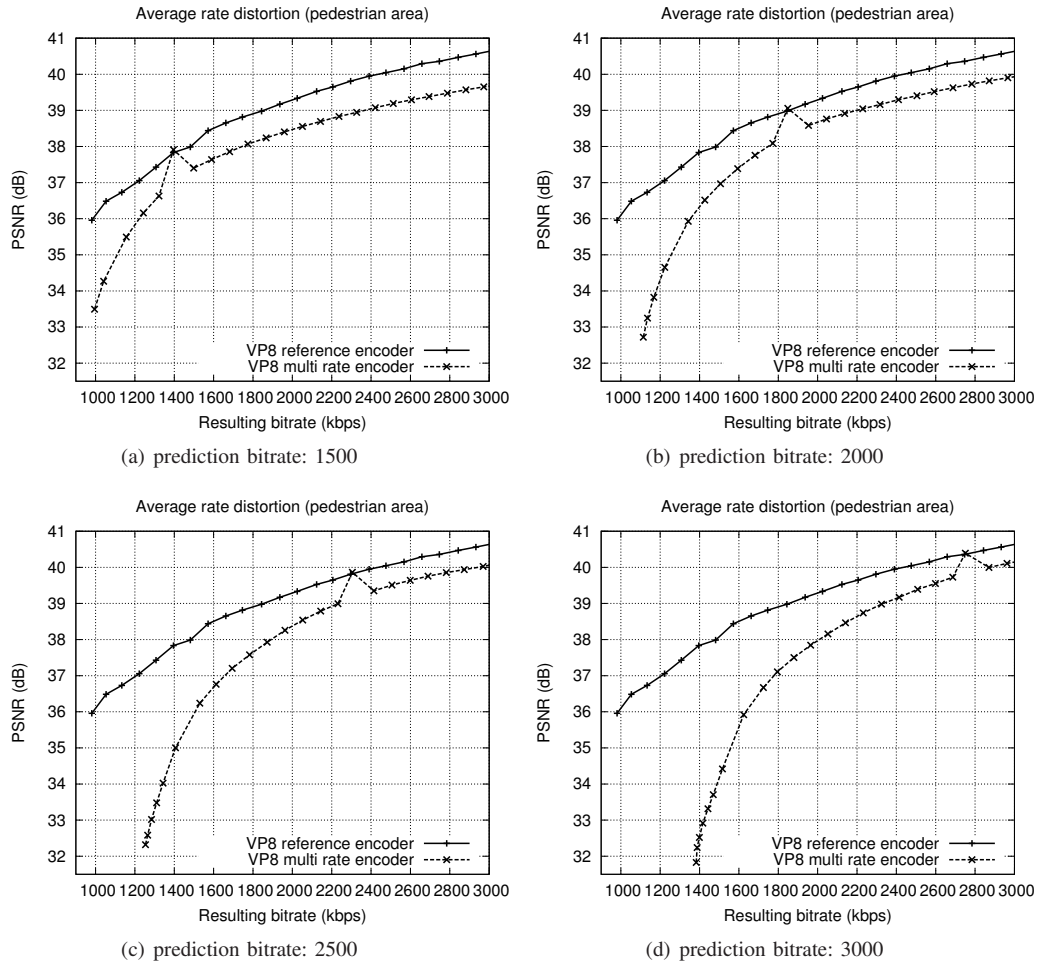 Average rate distortion (pedestrian area)
41
40
39
38
37
36
35
34
33
32
PSNR (dB)
VP8 reference encoder
VP8 multi rate encoder
1000 1200 1400 1600 1800 2000 2200 2400 2600 2800 3000
Resulting bitrate (kbps)
(a) prediction bitrate: 1500
Average rate distortion (pedestrian area)
41
40
39
38
37
36
35
34
33
32
PSNR (dB)
VP8 reference encoder
VP8 multi rate encoder
1000 1200 1400 1600 1800 2000 2200 2400 2600 2800 3000
Resulting bitrate (kbps)
(b) prediction bitrate: 2000
Average rate distortion (pedestrian area)
41
40
39
38
37
36
35
34
33
32
PSNR (dB)
VP8 reference encoder
VP8 multi rate encoder
1000 1200 1400 1600 1800 2000 2200 2400 2600 2800 3000
Resulting bitrate (kbps)
(c) prediction bitrate: 2500
Average rate distortion (pedestrian area)
41
40
39
38
37
36
35
34
33
32
PSNR (dB)
VP8 reference encoder
VP8 multi rate encoder
1000 1200 1400 1600 1800 2000 2200 2400 2600 2800 3000
Resulting bitrate (kbps)
(d) prediction bitrate: 3000